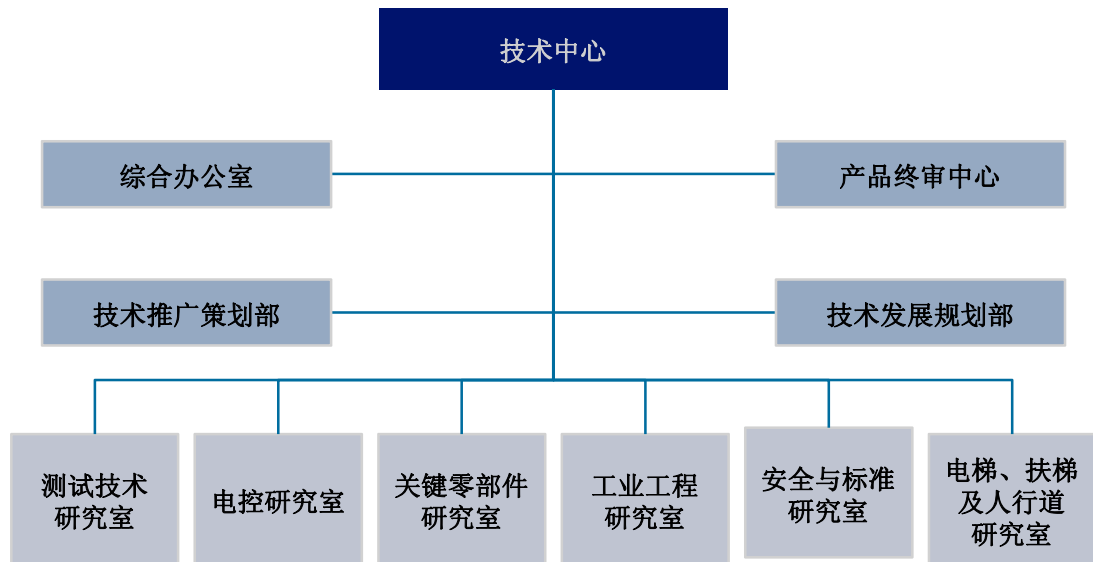 技术中心
综合办公室
产品终审中心
技术推广策划部
技术发展规划部
测试技术
研究室
电控研究室
关键零部件
研究室
工业工程
研究室
安全与标准
研究室
电梯、扶梯
及人行道
研究室